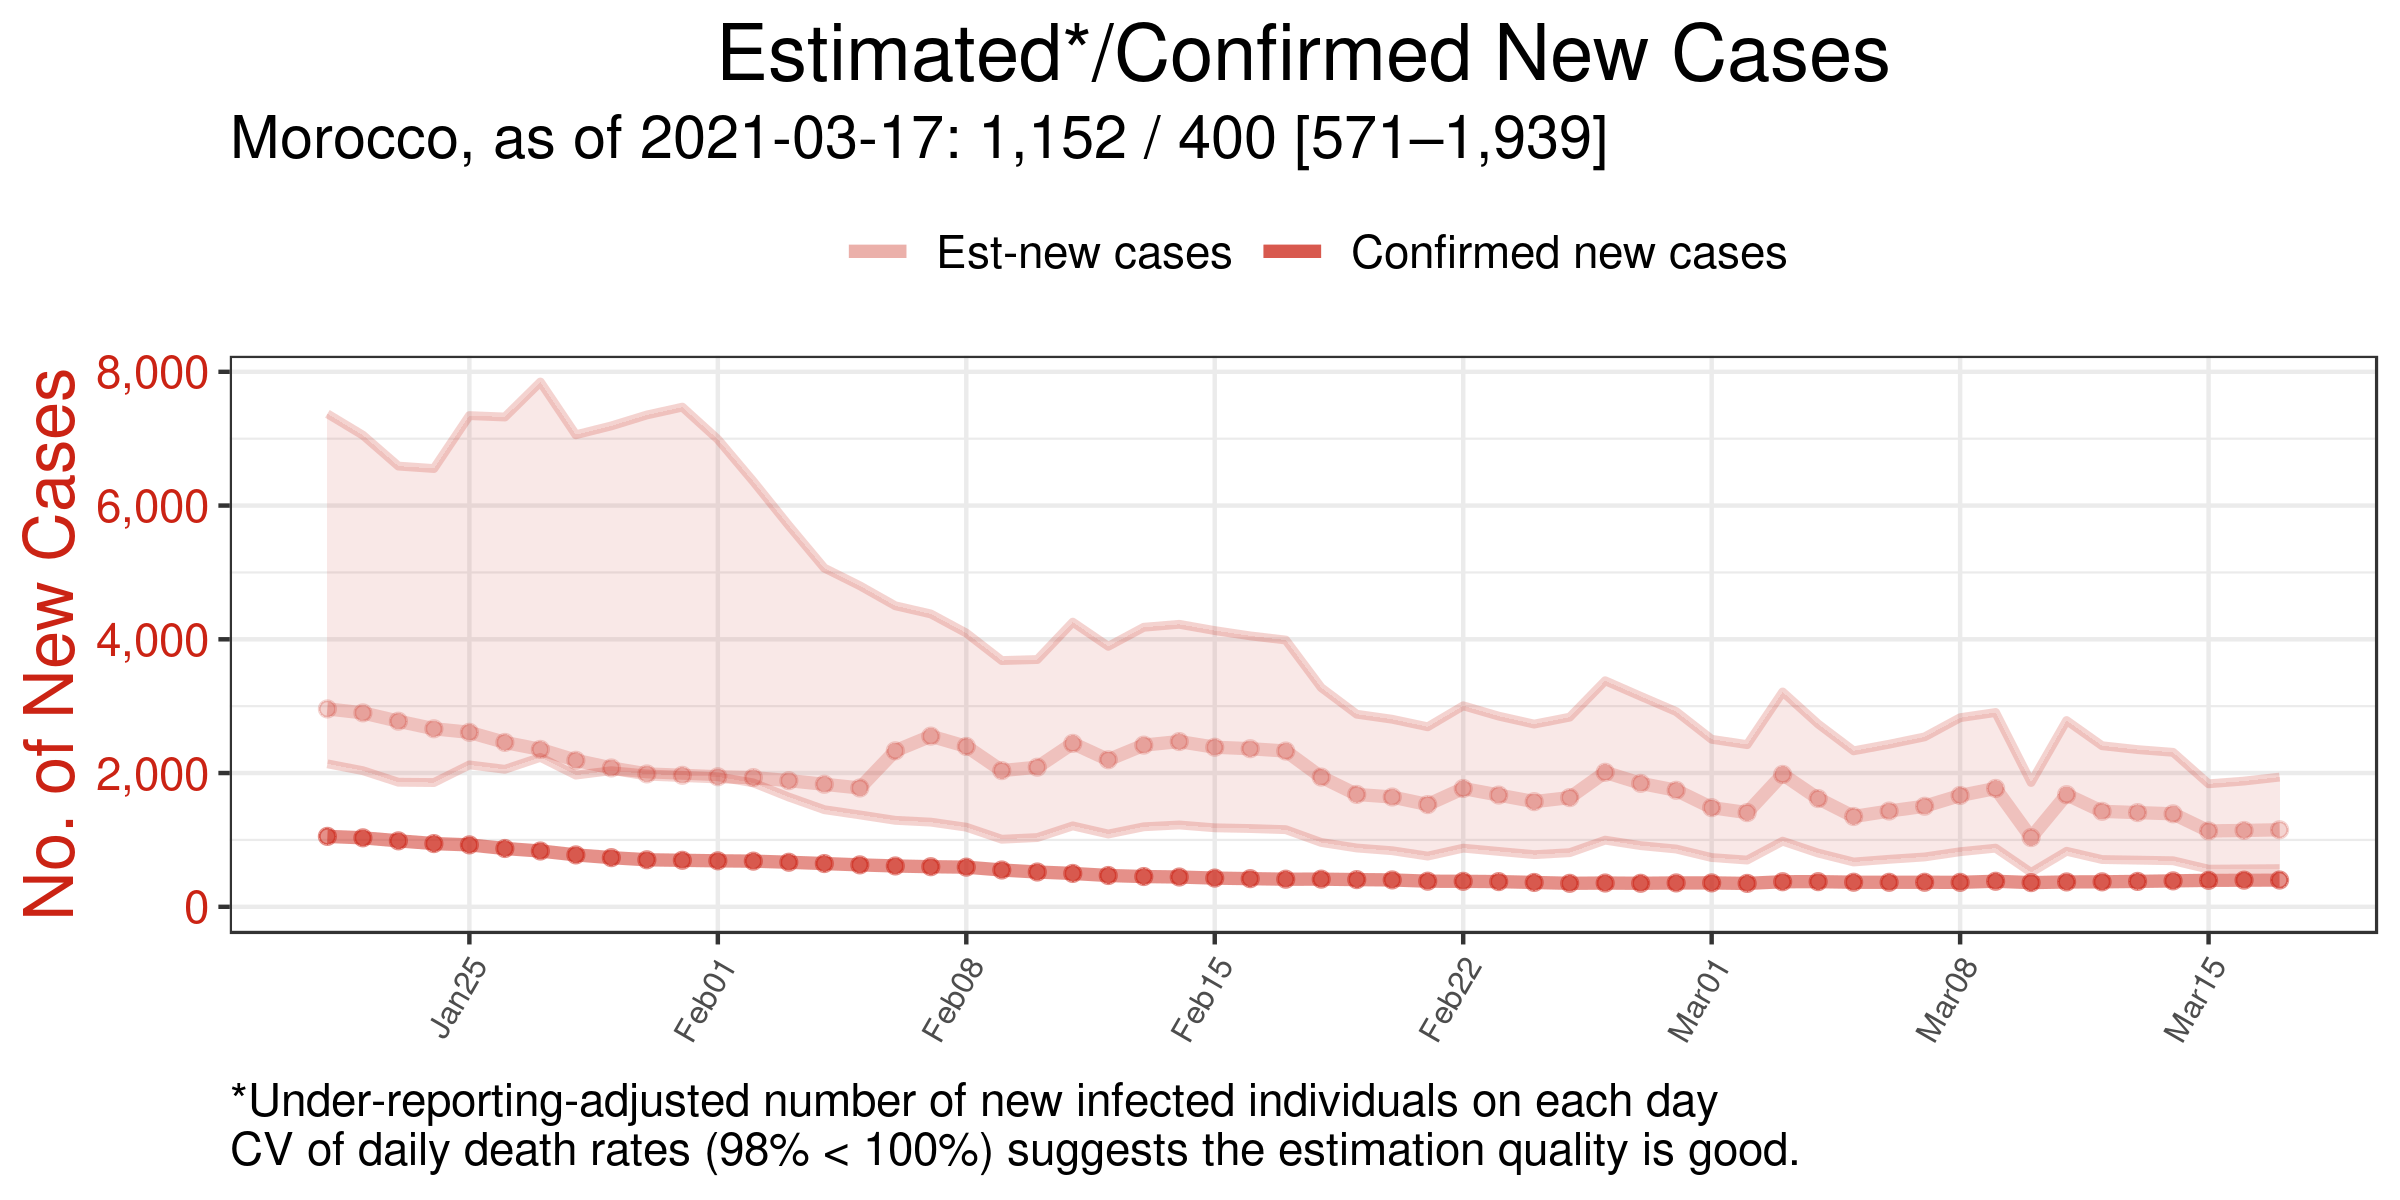 Estimated*/Confirmed New Cases
Morocco, as of 2021-03-17: 1,152 / 400 [571–1,939]
Est-new cases
Confirmed new cases
No. of New Cases
8,000
6,000
4,000
2,000
0
Jan25
Feb01
Feb08
Feb15
Feb22
Mar01
Mar08
Mar15
*Under-reporting-adjusted number of new infected individuals on each day
CV of daily death rates (98% < 100%) suggests the estimation quality is good.